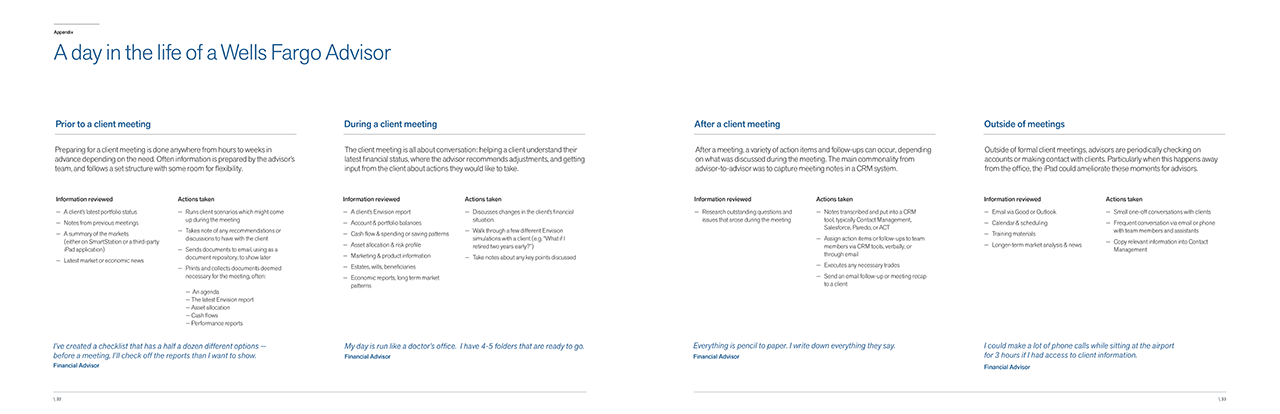 Appendix
A day in the life of a Wells Fargo Advisor
Prior to a client meeting
Preparing for a client meeting is done anywhere from hours to weeks in
advance depending on the need. Often information is prepared by the advisor's
team, and follows a set structure with some room for flexibility.
Information reviewed
— A client's latest portfolio status
— Notes from previous meetings
— A summary of the markets
(either on SmartStation or a third-party
iPad application)
— Latest market or economic news
Actions taken
— Runs client scenarios which might come
up during the meeting
— Takes note of any recommendations or
discussions to have with the client
— Sends documents to email, using as a
document repository, to show later
— Prints and collects documents deemed
necessary for the meeting, often:
— An agenda
— The latest Envision report
— Asset allocation
— Cash flows
— Performance reports
I've created a checklist that has a half a dozen different options —
before a meeting, I'll check off the reports than I want to show.
Financial Advisor
During a client meeting
The client meeting is all about conversation: helping a client understand their
latest financial status, where the advisor recommends adjustments, and getting
input from the client about actions they would like to take.
Information reviewed
— A client's Envision report
— Account & portfolio balances
— Cash flow & spending or saving patterns
— Asset allocation & risk profile
— Marketing & product information
— Estates, wills, beneficiaries
— Economic reports, long term market
patterns
Actions taken
— Discusses changes in the client's financial
situation.
— Walk through a few different Envision
simulations with a client (e.g. "What if I
retired two years early?")
— Take notes about any key points discussed
My day is run like a doctor's office. I have 4-5 folders that are ready to go.
Financial Advisor
After a client meeting
After a meeting, a variety of action items and follow-ups can occur, depending
on what was discussed during the meeting. The main commonality from
advisor-to-advisor was to capture meeting notes in a CRM system.
Information reviewed
— Research outstanding questions and
issues that arose during the meeting
Actions taken
— Notes transcribed and put into a CRM
tool, typically Contact Management,
Salesforce, Paredo, or ACT
— Assign action items or follow-ups to team
members via CRM tools, verbally, or
through email
— Executes any necessary trades
— Send an email follow-up or meeting recap
to a client
Everything is pencil to paper. I write down everything they say.
Financial Advisor
Outside of meetings
Outside of formal client meetings, advisors are periodically checking on
accounts or making contact with clients. Particularly when this happens away
from the office, the iPad could ameliorate these moments for advisors.
Information reviewed
— Email via Good or Outlook
— Calendar & scheduling
— Training materials
— Longer-term market analysis & news
Actions taken
— Small one-off conversations with clients
— Frequent conversation via email or phone
with team members and assistants
— Copy relevant information into Contact
Management
I could make a lot of phone calls while sitting at the airport
for 3 hours if I had access to client information.
Financial Advisor